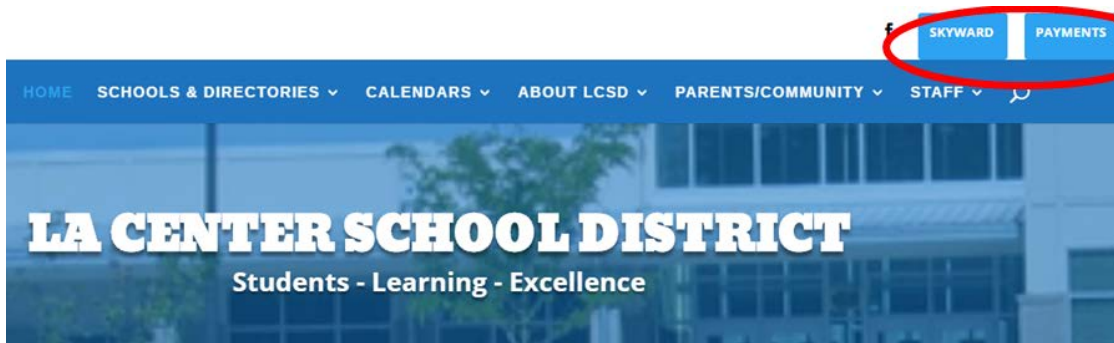 f SKYWARD PAYMENTS
HOME SCHOOLS & DIRECTORIES CALENDARS ABOUT LCSD PARENTS/COMMUNITY STAFF
LA CENTER SCHOOL DISTRICT
Students - Learning - Excellence